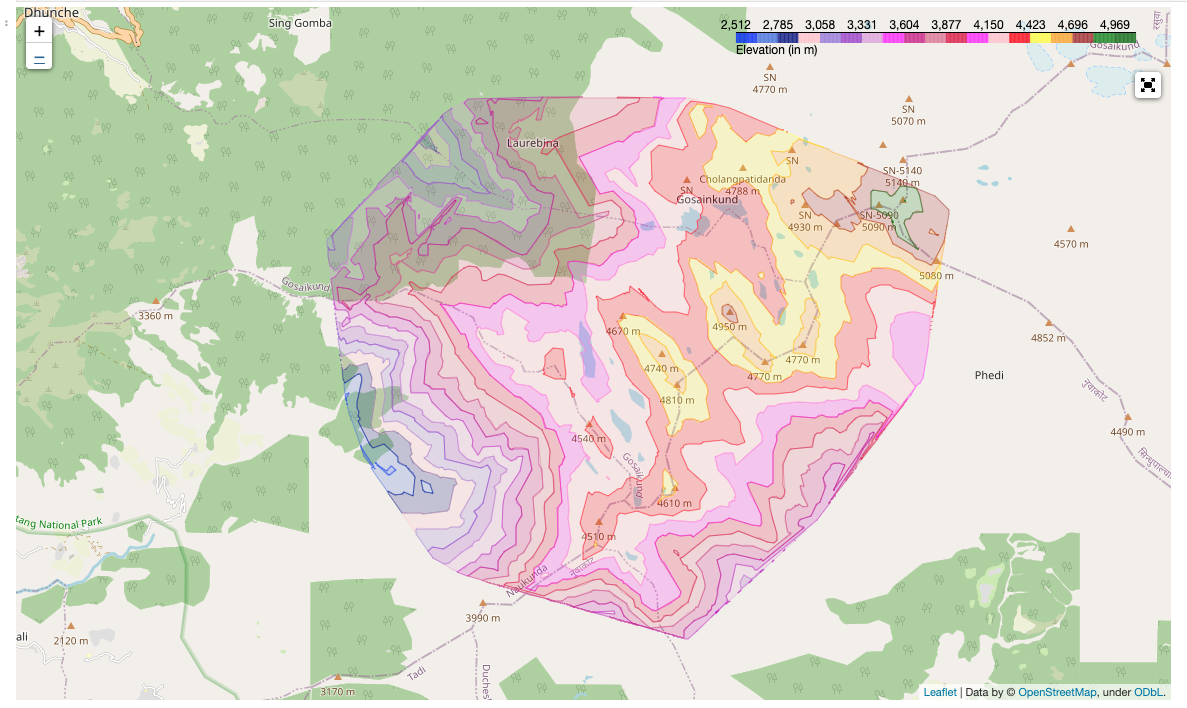 Dhunche
Sing Gomba
+
−
2,512 2,785 3,058 3,331 3,604 3,877 4,150 4,423 4,696 4,969
Elevation (in m)
Gosaikund
SN
4770 m
SN
5070 m
Laurebina
SN
SN-5140
5140 m
Cholangpatidanda
4788 m
SN
Gosainkund
SN
4930 m
SN-5090
5090 m
4570 m
5080 m
Gosaikund
3360 m
4670 m
4950 m
4852 m
4740 m
4770 m
4770 m
Phedi
4810 m
नुवाकोट
4490 m
4540 m
Gosaikund
4610 m
tang National Park
4510 m
नुवाकोट
Naukunda
3990 m
ali
2120 m
Tadi
3170 m
Duches
Leaflet | Data by © OpenStreetMap, under ODbL.